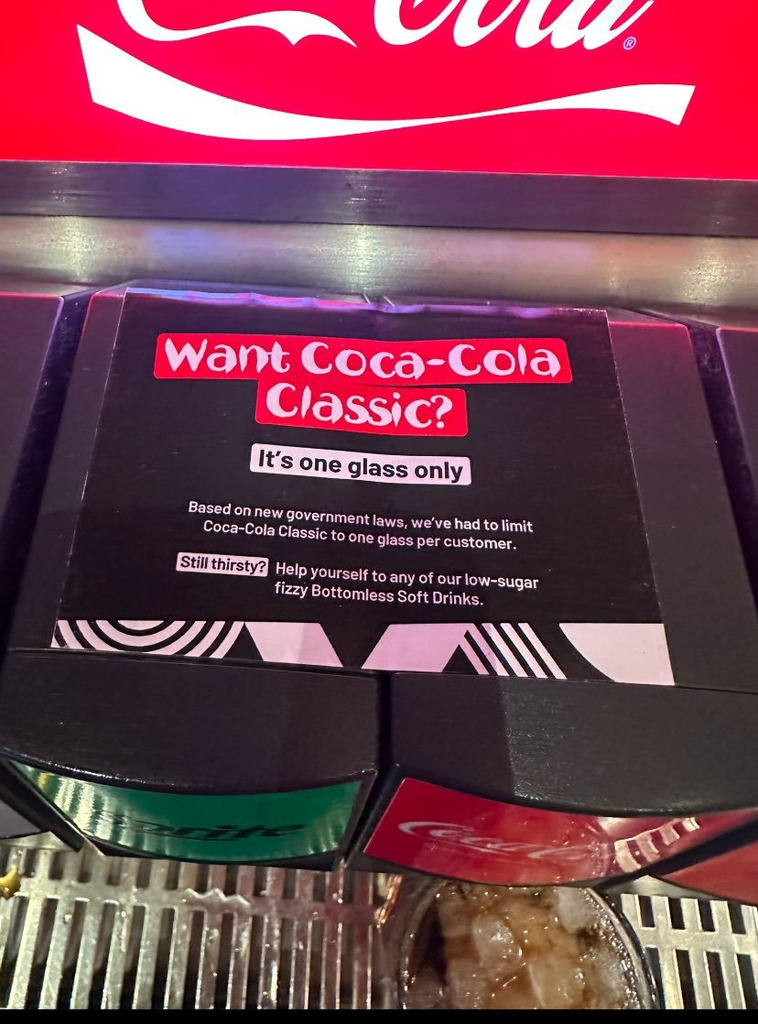 Cola®
Want Coca-Cola
Classic?
It's one glass only
Based on new government laws, we've had to limit
Coca-Cola Classic to one glass per customer.
Still thirsty? Help yourself to any of our low-sugar
fizzy Bottomless Soft Drinks.
Sprite